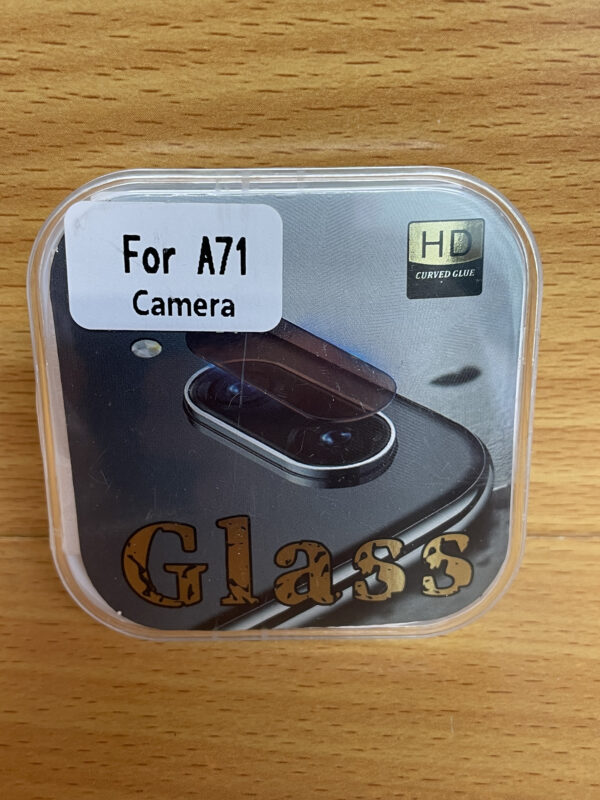 For A71
Camera
HD
CURVED GLUE
Glass